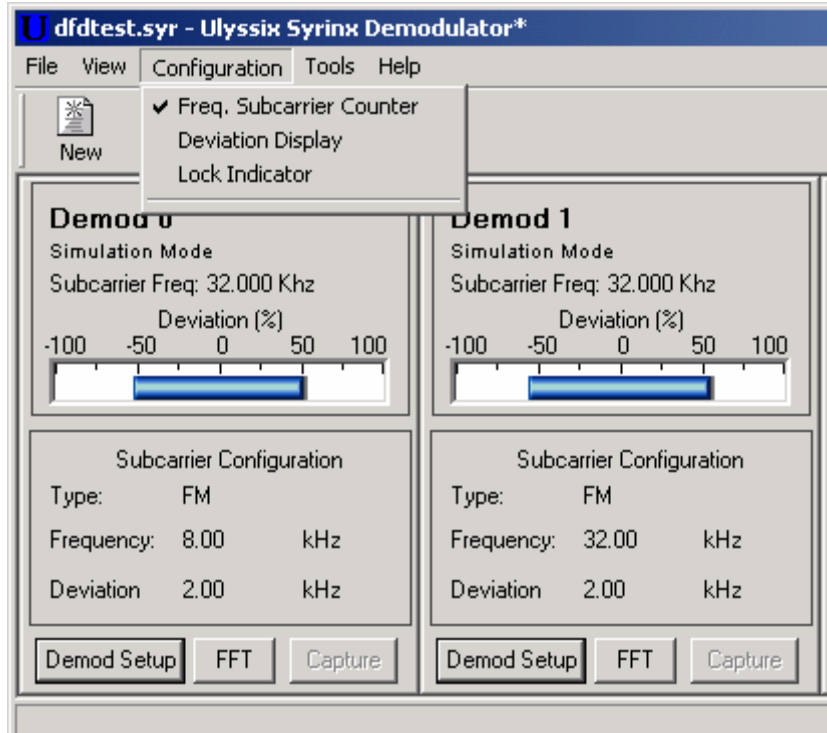 U dfdtest.syr - Ulyssix Syrinx Demodulator*
File View Configuration Tools Help
New
Freq. Subcarrier Counter
Deviation Display
Lock Indicator
Demod 0
Simulation Mode
Subcarrier Freq: 32.000 Khz
Deviation (%)
-100 -50 0 50 100
Subcarrier Configuration
Type: FM
Frequency: 8.00 kHz
Deviation 2.00 kHz
Demod Setup FFT Capture
Demod 1
Simulation Mode
Subcarrier Freq: 32.000 Khz
Deviation (%)
-100 -50 0 50 100
Subcarrier Configuration
Type: FM
Frequency: 32.00 kHz
Deviation 2.00 kHz
Demod Setup FFT Capture